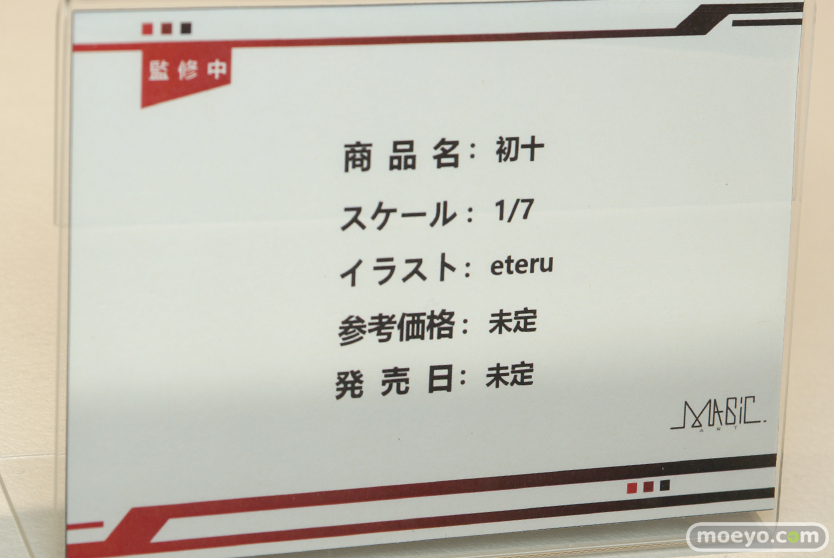 監修中
商品名：初十
スケール：1/7
イラスト：eteru
参考価格：未定
発売日：未定
MAGIC.
ART
moeyo.com